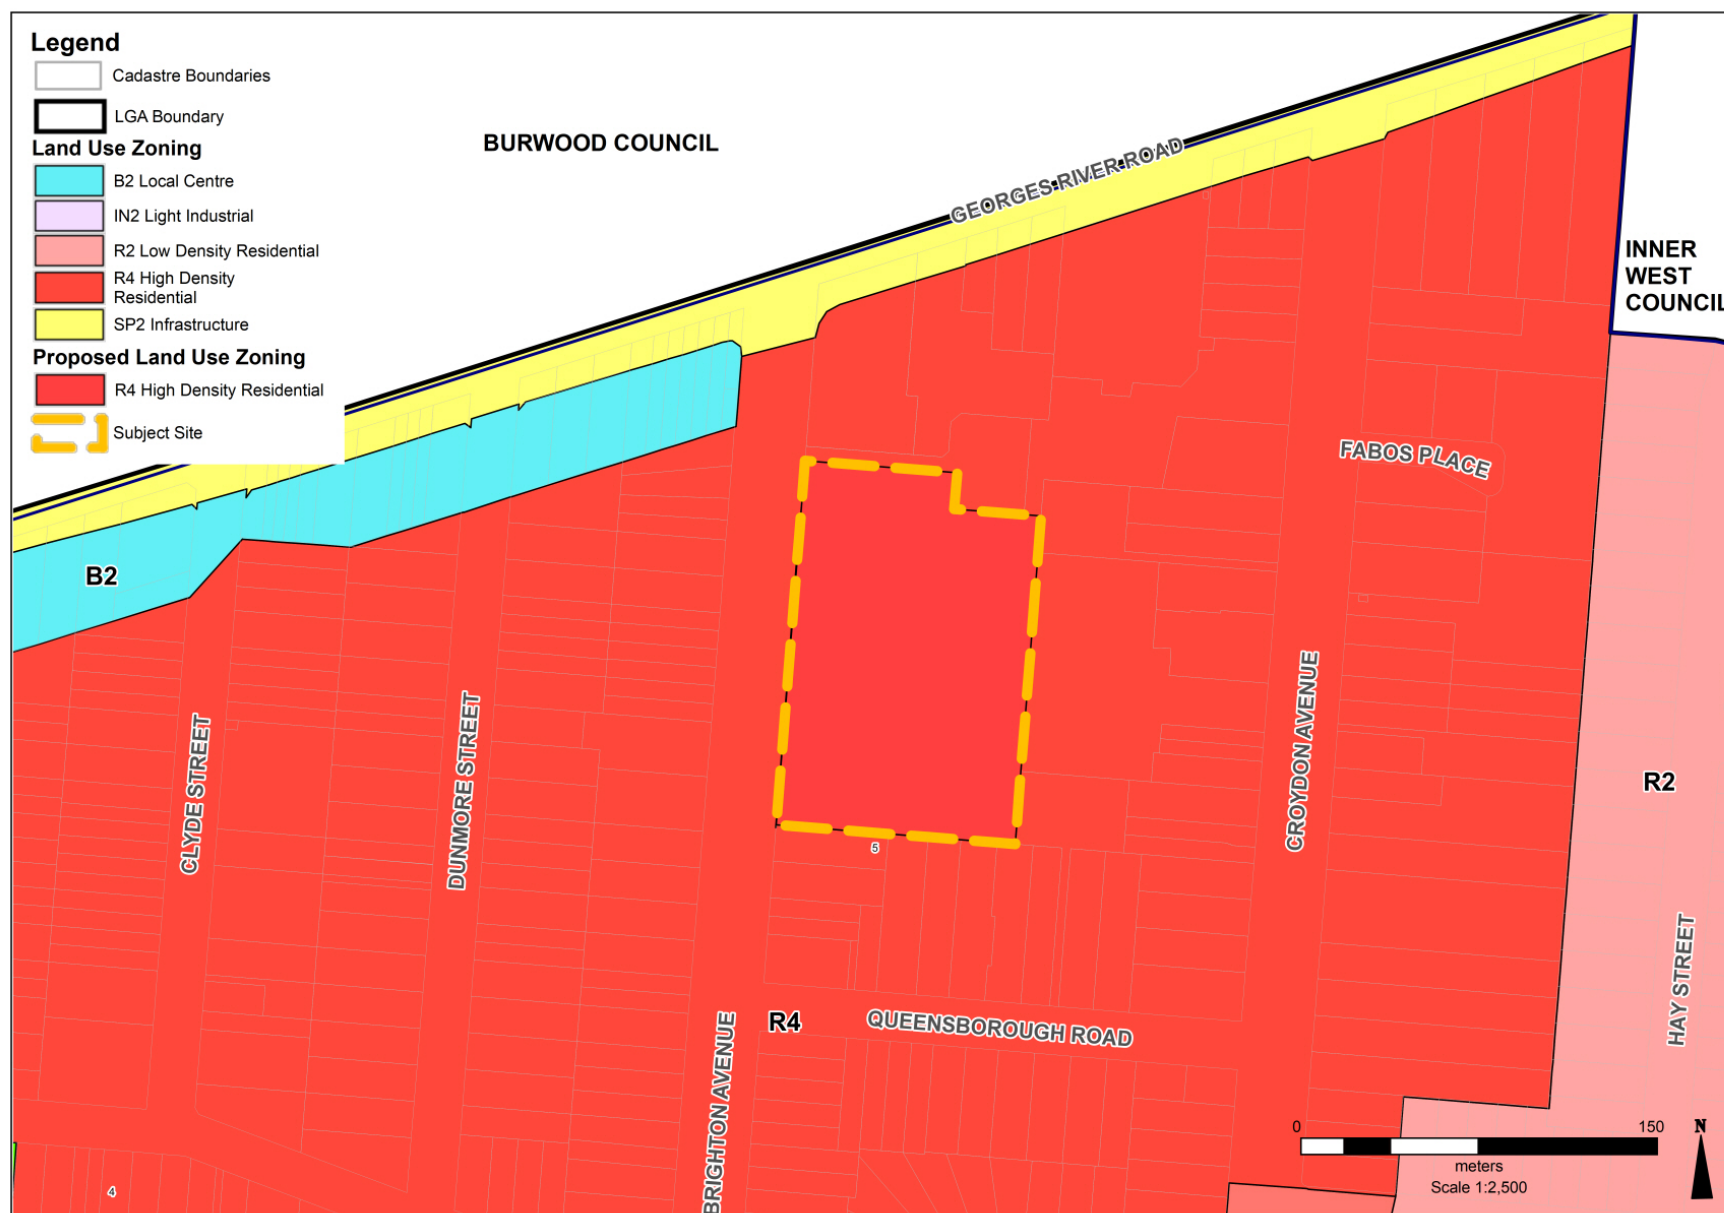 Legend
Cadastre Boundaries
LGA Boundary
Land Use Zoning
B2 Local Centre
IN2 Light Industrial
R2 Low Density Residential
R4 High Density
Residential
SP2 Infrastructure
Proposed Land Use Zoning
R4 High Density Residential
Subject Site
BURWOOD COUNCIL
GEORGES RIVER ROAD
INNER
WEST
COUNCIL
FABOS PLACE
B2
CLYDE STREET
DUNMORE STREET
CROYDON AVENUE
R2
5
HAY STREET
R4
QUEENSBOROUGH ROAD
BRIGHTON AVENUE
4
0 150
meters
Scale 1:2,500
N